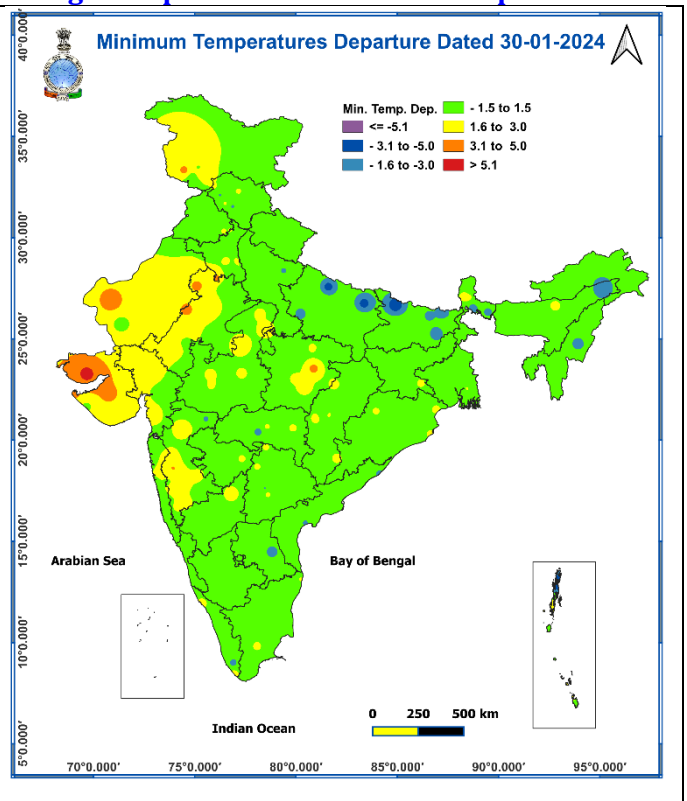 Minimum Temperatures Departure Dated 30-01-2024
Min. Temp. Dep.
<= -5.1
- 3.1 to -5.0
- 1.6 to -3.0
- 1.5 to 1.5
1.6 to 3.0
3.1 to 5.0
> 5.1
40°0.000'
35°0.000'
30°0.000'
25°0.000'
20°0.000'
15°0.000'
10°0.000'
5°0.000'
Arabian Sea
Bay of Bengal
Indian Ocean
0 250 500 km
70°0.000' 75°0.000' 80°0.000' 85°0.000' 90°0.000' 95°0.000'